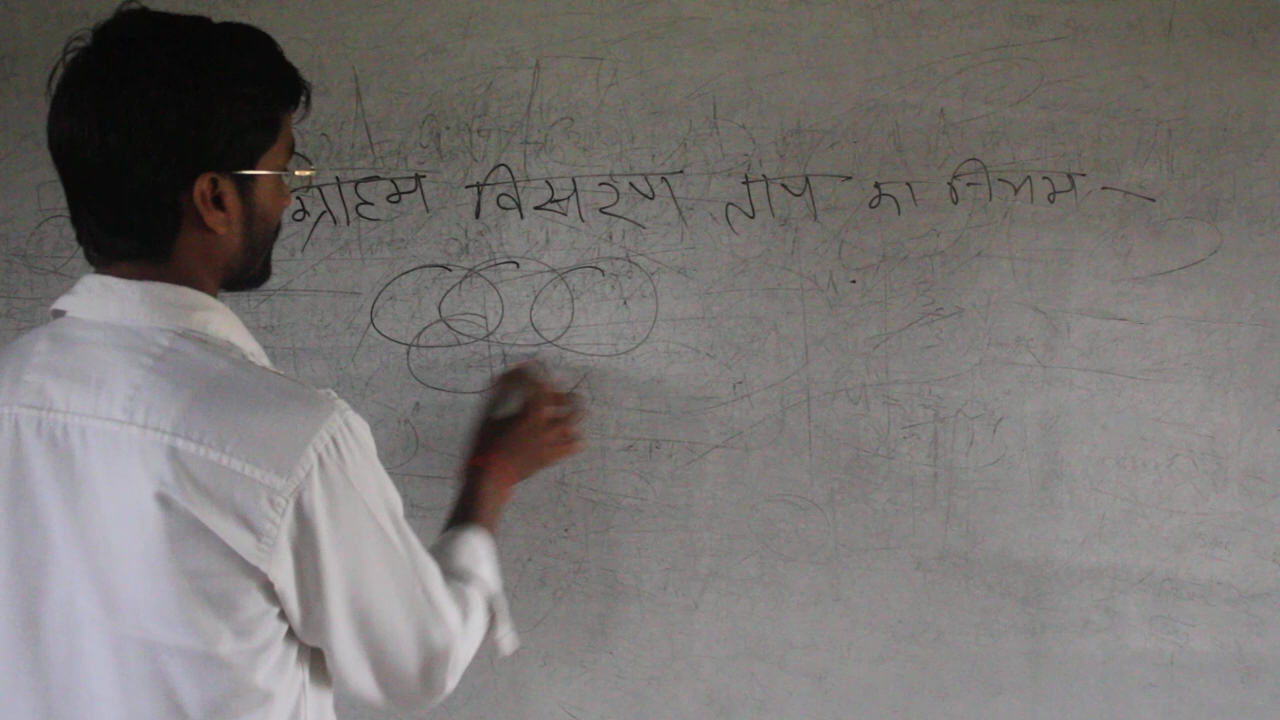 ग्राहम विसरण ताप का नियम -